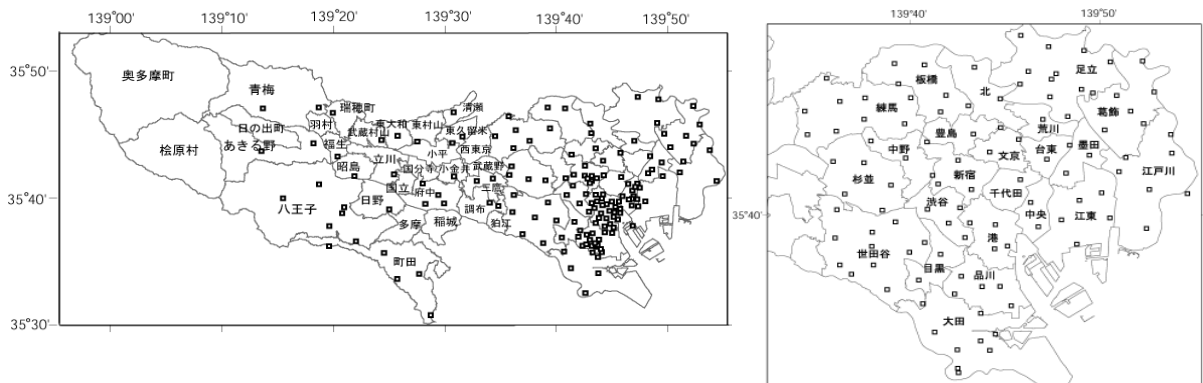 139°00' 139°10' 139°20' 139°30' 139°40' 139°50'
35°50'
35°40'
35°30'
奥多摩町
青梅
瑞穂町
清瀬
羽村
武蔵村山
東大和
東村山
東久留米
日の出町
あきる野
福生
小平
西東京
檜原村
昭島
立川
国分寺
小金井
武蔵野
八王子
日野
国立
府中
三鷹
調布
多摩
稲城
狛江
町田
139°40' 139°50'
35°40'
板橋
北
足立
練馬
葛飾
豊島
荒川
中野
文京
台東
墨田
杉並
新宿
千代田
江戸川
渋谷
中央
江東
世田谷
港
目黒
品川
大田